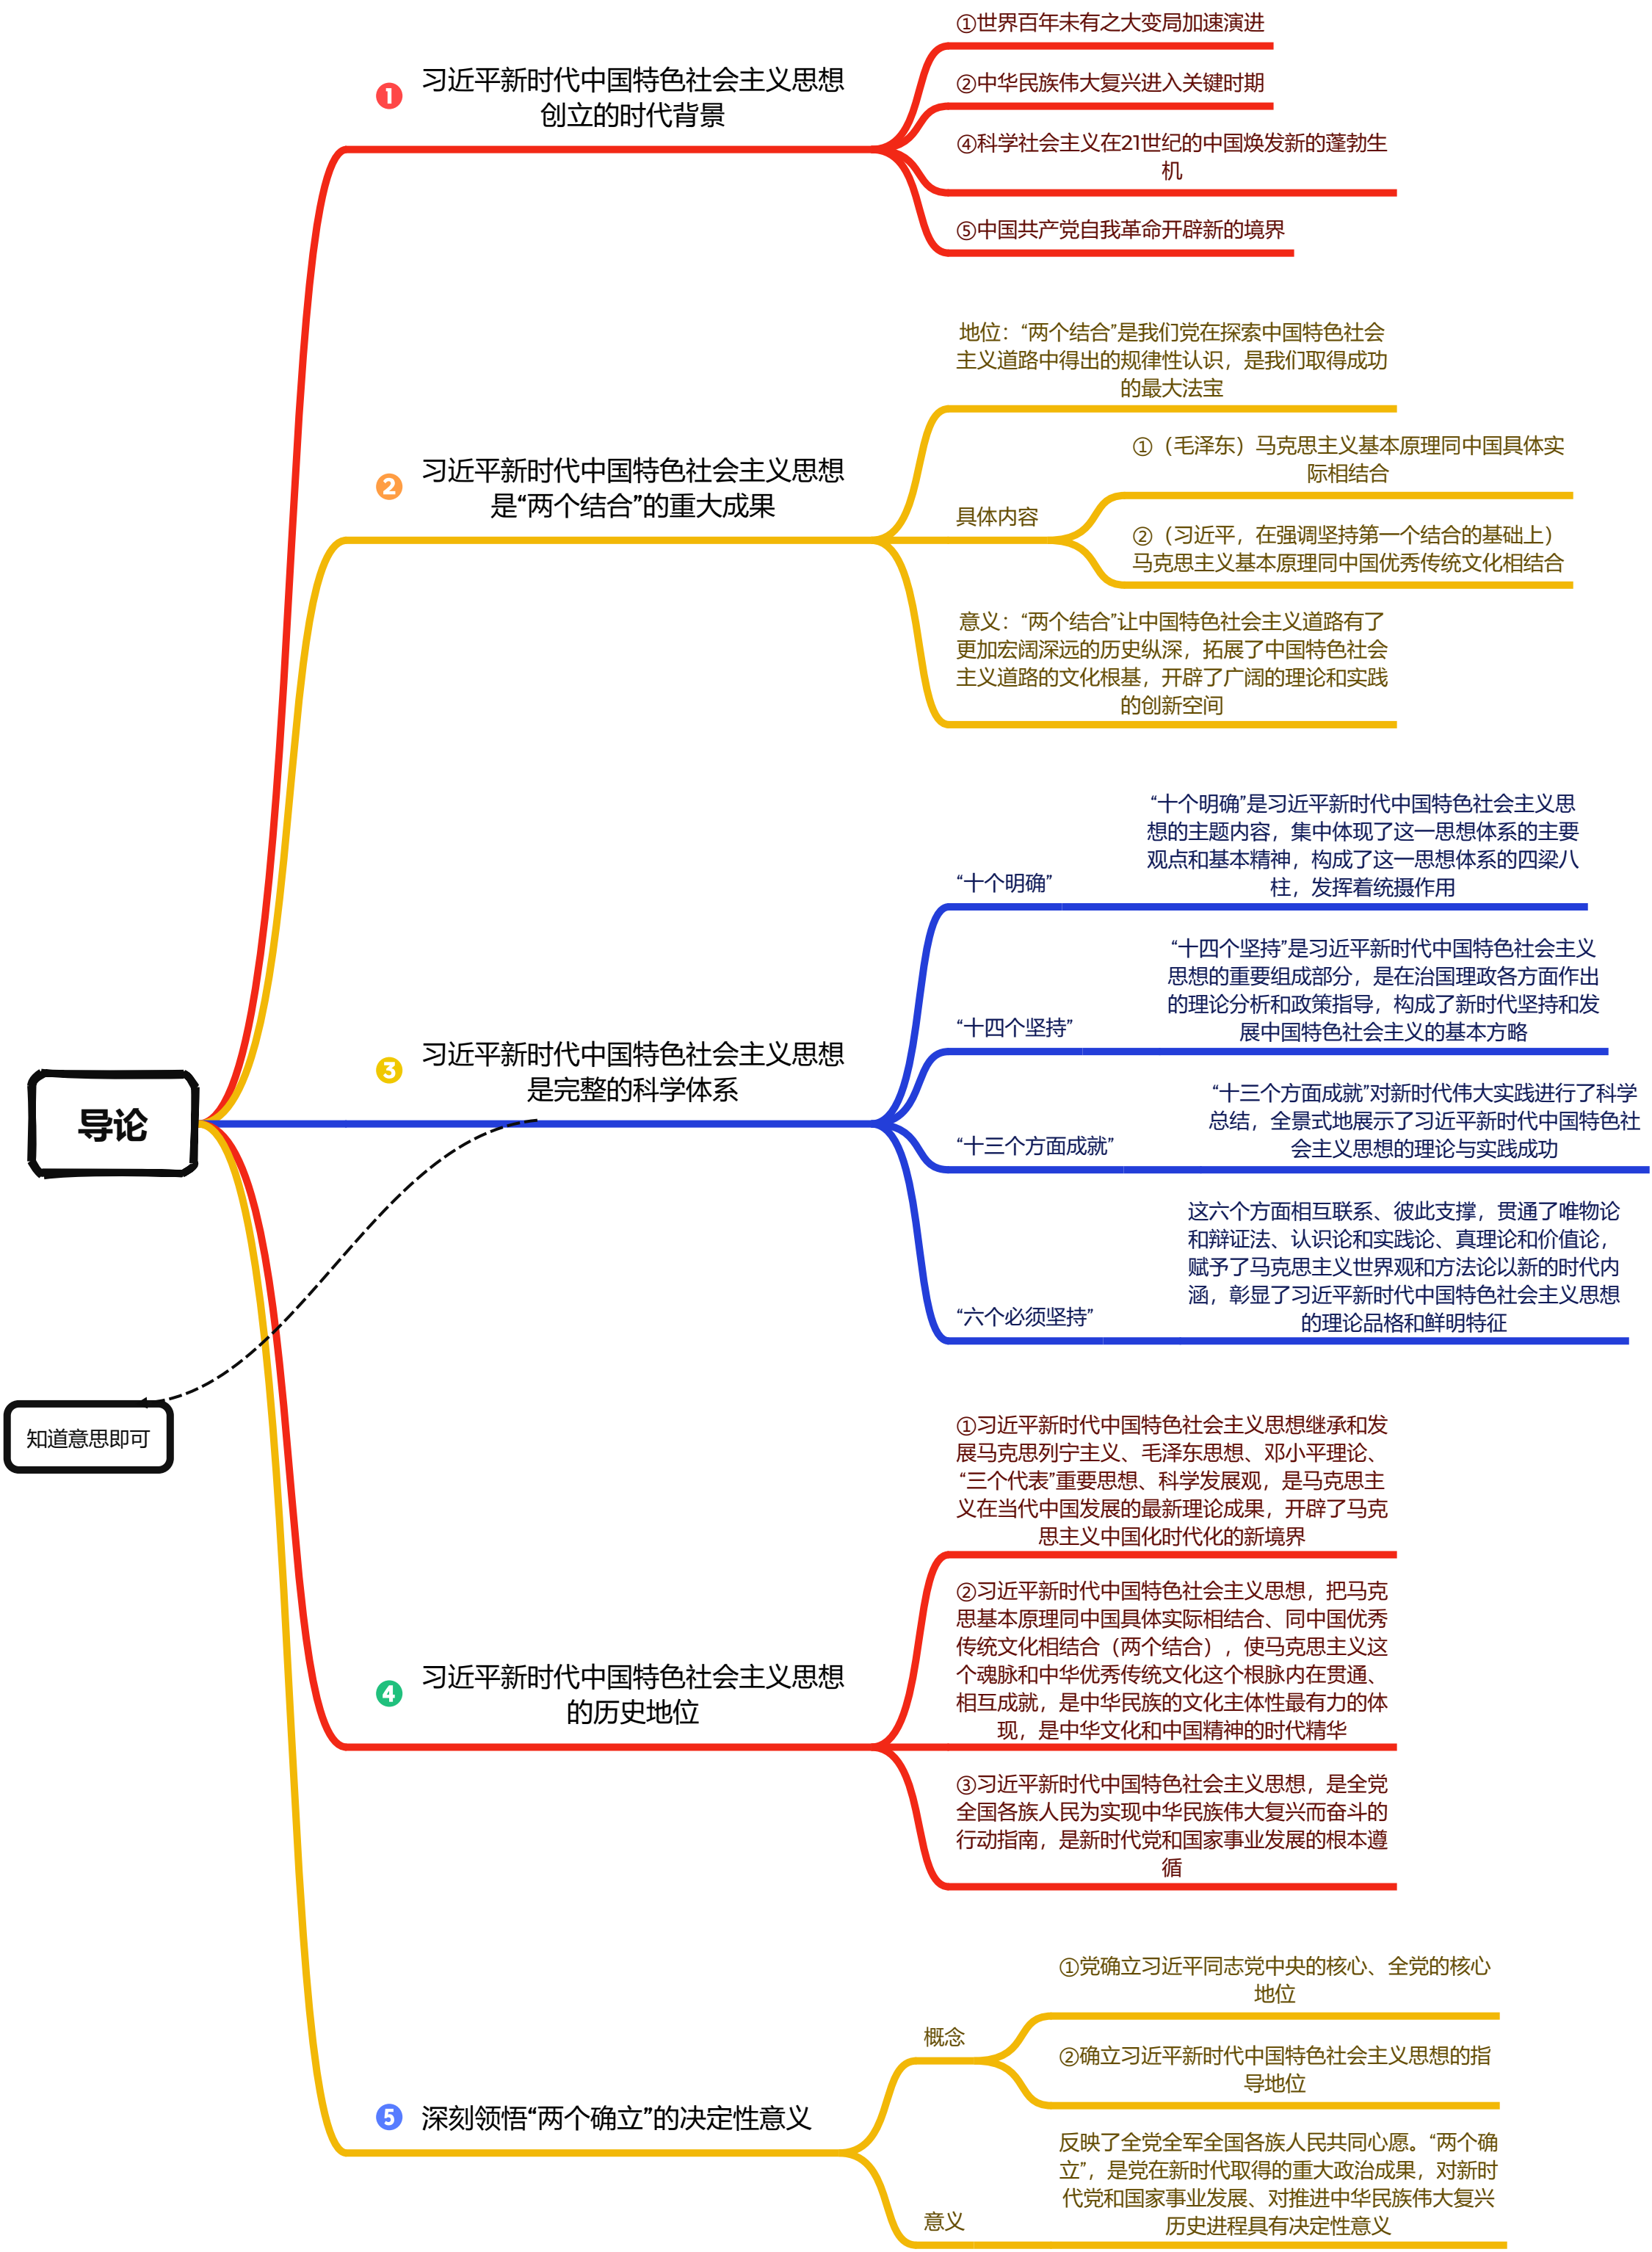 导论
知道意思即可
❶ 习近平新时代中国特色社会主义思想
创立的时代背景
①世界百年未有之大变局加速演进
②中华民族伟大复兴进入关键时期
④科学社会主义在21世纪的中国焕发新的蓬勃生
机
⑤中国共产党自我革命开辟新的境界
❷ 习近平新时代中国特色社会主义思想
是“两个结合”的重大成果
地位：“两个结合”是我们党在探索中国特色社会
主义道路中得出的规律性认识，是我们取得成功
的最大法宝
具体内容
①（毛泽东）马克思主义基本原理同中国具体实
际相结合
②（习近平，在强调坚持第一个结合的基础上）
马克思主义基本原理同中国优秀传统文化相结合
意义：“两个结合”让中国特色社会主义道路有了
更加宏阔深远的历史纵深，拓展了中国特色社会
主义道路的文化根基，开辟了广阔的理论和实践
的创新空间
❸ 习近平新时代中国特色社会主义思想
是完整的科学体系
“十个明确”
“十个明确”是习近平新时代中国特色社会主义思
想的主题内容，集中体现了这一思想体系的主要
观点和基本精神，构成了这一思想体系的四梁八
柱，发挥着统摄作用
“十四个坚持”
“十四个坚持”是习近平新时代中国特色社会主义
思想的重要组成部分，是在治国理政各方面作出
的理论分析和政策指导，构成了新时代坚持和发
展中国特色社会主义的基本方略
“十三个方面成就”
“十三个方面成就”对新时代伟大实践进行了科学
总结，全景式地展示了习近平新时代中国特色社
会主义思想的理论与实践成功
“六个必须坚持”
这六个方面相互联系、彼此支撑，贯通了唯物论
和辩证法、认识论和实践论、真理论和价值论，
赋予了马克思主义世界观和方法论以新的时代内
涵，彰显了习近平新时代中国特色社会主义思想
的理论品格和鲜明特征
❹ 习近平新时代中国特色社会主义思想
的历史地位
①习近平新时代中国特色社会主义思想继承和发
展马克思列宁主义、毛泽东思想、邓小平理论、
“三个代表”重要思想、科学发展观，是马克思主
义在当代中国发展的最新理论成果，开辟了马克
思主义中国化时代化的新境界
②习近平新时代中国特色社会主义思想，把马克
思基本原理同中国具体实际相结合、同中国优秀
传统文化相结合（两个结合），使马克思主义这
个魂脉和中华优秀传统文化这个根脉内在贯通、
相互成就，是中华民族的文化主体性最有力的体
现，是中华文化和中国精神的时代精华
③习近平新时代中国特色社会主义思想，是全党
全国各族人民为实现中华民族伟大复兴而奋斗的
行动指南，是新时代党和国家事业发展的根本遵
循
❺ 深刻领悟“两个确立”的决定性意义
概念
①党确立习近平同志党中央的核心、全党的核心
地位
②确立习近平新时代中国特色社会主义思想的指
导地位
意义
反映了全党全军全国各族人民共同心愿。“两个确
立”，是党在新时代取得的重大政治成果，对新时
代党和国家事业发展、对推进中华民族伟大复兴
历史进程具有决定性意义